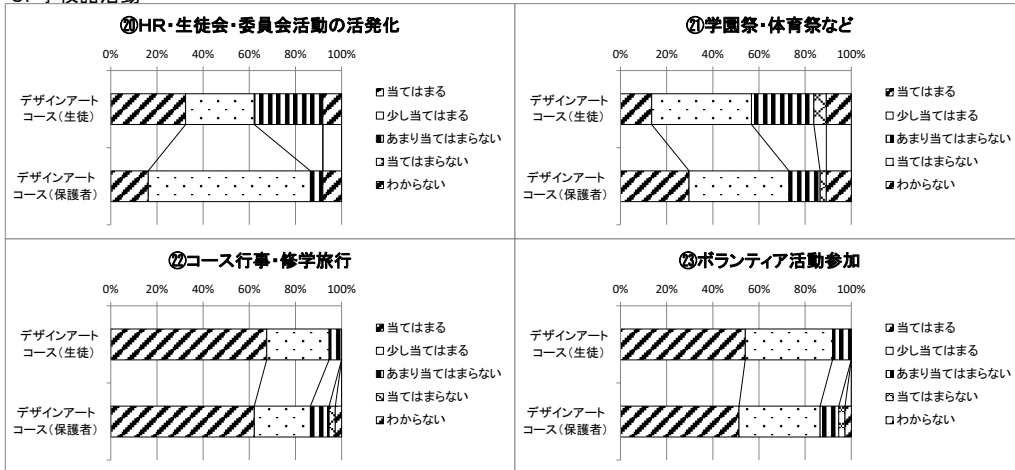 ⑳HR・生徒会・委員会活動の活発化
0% 20% 40% 60% 80% 100%
デザインアート
コース(生徒)
デザインアート
コース(保護者)
当てはまる
少し当てはまる
あまり当てはまらない
当てはまらない
わからない
㉑学園祭・体育祭など
0% 20% 40% 60% 80% 100%
デザインアート
コース(生徒)
デザインアート
コース(保護者)
当てはまる
少し当てはまる
あまり当てはまらない
当てはまらない
わからない
㉒コース行事・修学旅行
0% 20% 40% 60% 80% 100%
デザインアート
コース(生徒)
デザインアート
コース(保護者)
当てはまる
少し当てはまる
あまり当てはまらない
当てはまらない
わからない
㉓ボランティア活動参加
0% 20% 40% 60% 80% 100%
デザインアート
コース(生徒)
デザインアート
コース(保護者)
当てはまる
少し当てはまる
あまり当てはまらない
当てはまらない
わからない